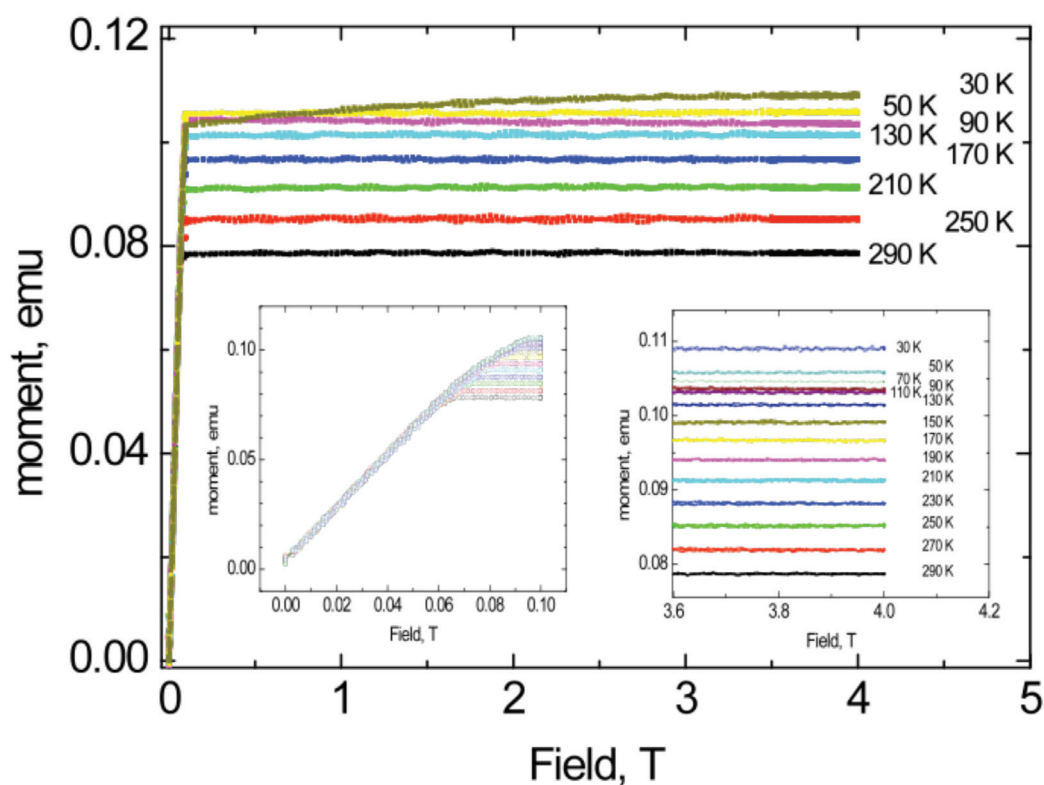 0.12
0.08
0.04
0.00
moment, emu
0
1
2
3
4
5
Field, T
30 K
50 K
90 K
130 K
170 K
210 K
250 K
290 K
0.10
0.05
0.00
moment, emu
0.00
0.02
0.04
0.06
0.08
0.10
Field, T
0.11
0.10
0.09
0.08
moment, emu
3.6
3.8
4.0
4.2
Field, T
30 K
50 K
70 K
90 K
110 K
130 K
150 K
170 K
190 K
210 K
230 K
250 K
270 K
290 K